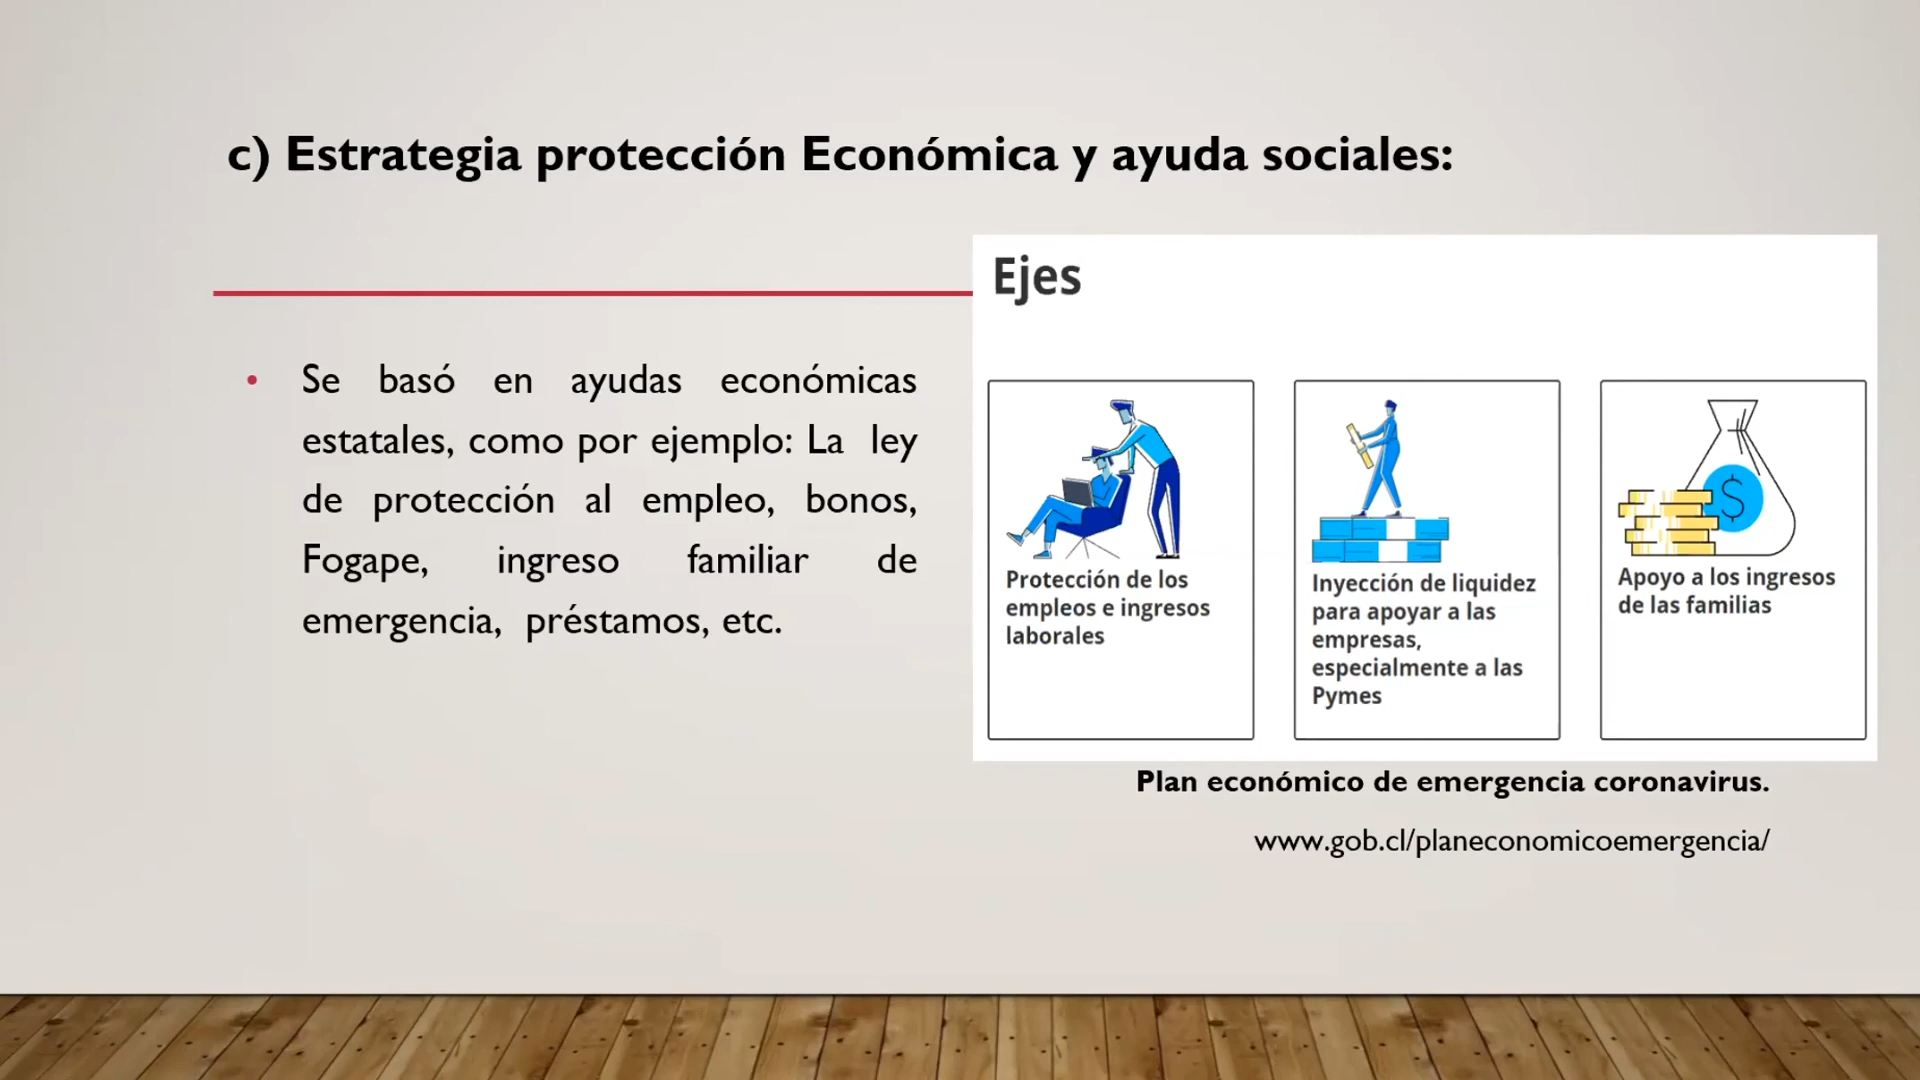 c) Estrategia protección Económica y ayuda sociales:
Se basó en ayudas económicas
estatales, como por ejemplo: La ley
de protección al empleo, bonos,
Fogape, ingreso familiar de
emergencia, préstamos, etc.
Ejes
Protección de los
empleos e ingresos
laborales
Inyección de liquidez
para apoyar a las
empresas,
especialmente a las
Pymes
$
Apoyo a los ingresos
de las familias
Plan económico de emergencia coronavirus.
www.gob.cl/planeconomicoemergencia/